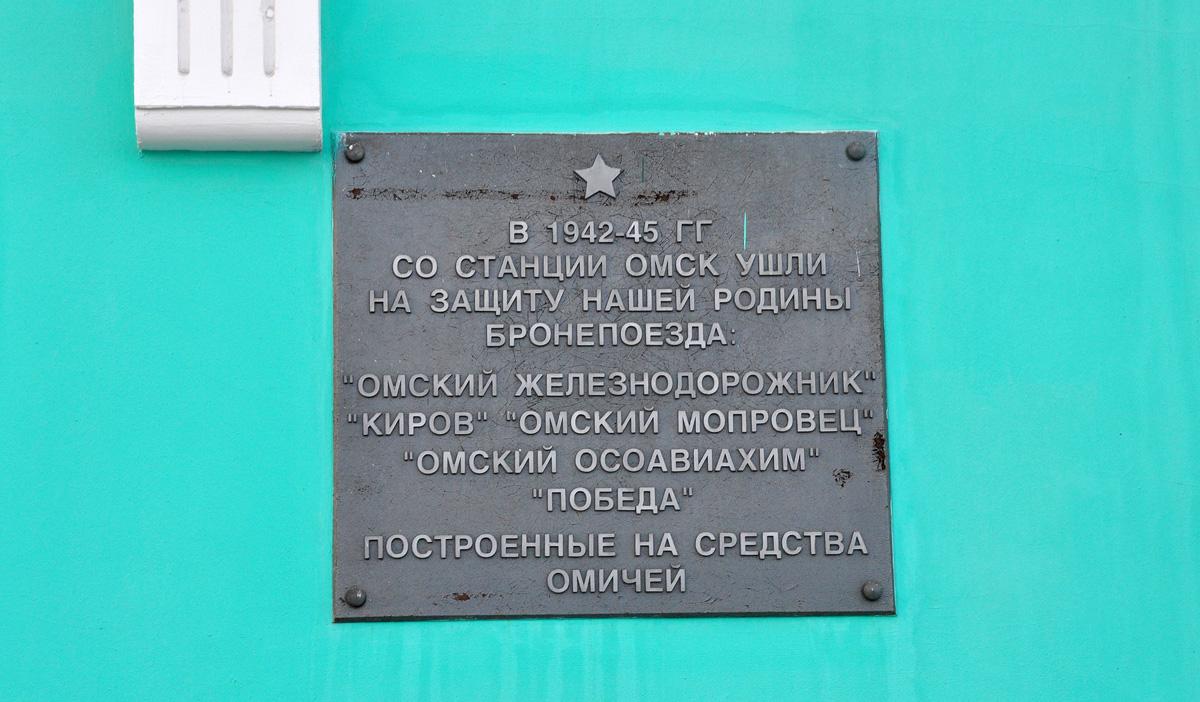 В 1942-45 ГГ
СО СТАНЦИИ ОМСК УШЛИ
НА ЗАЩИТУ НАШЕЙ РОДИНЫ
БРОНЕПОЕЗДА:
"ОМСКИЙ ЖЕЛЕЗНОДОРОЖНИК"
"КИРОВ" "ОМСКИЙ МОПРОВЕЦ"
"ОМСКИЙ ОСОАВИАХИМ"
"ПОБЕДА"
ПОСТРОЕННЫЕ НА СРЕДСТВА
ОМИЧЕЙ